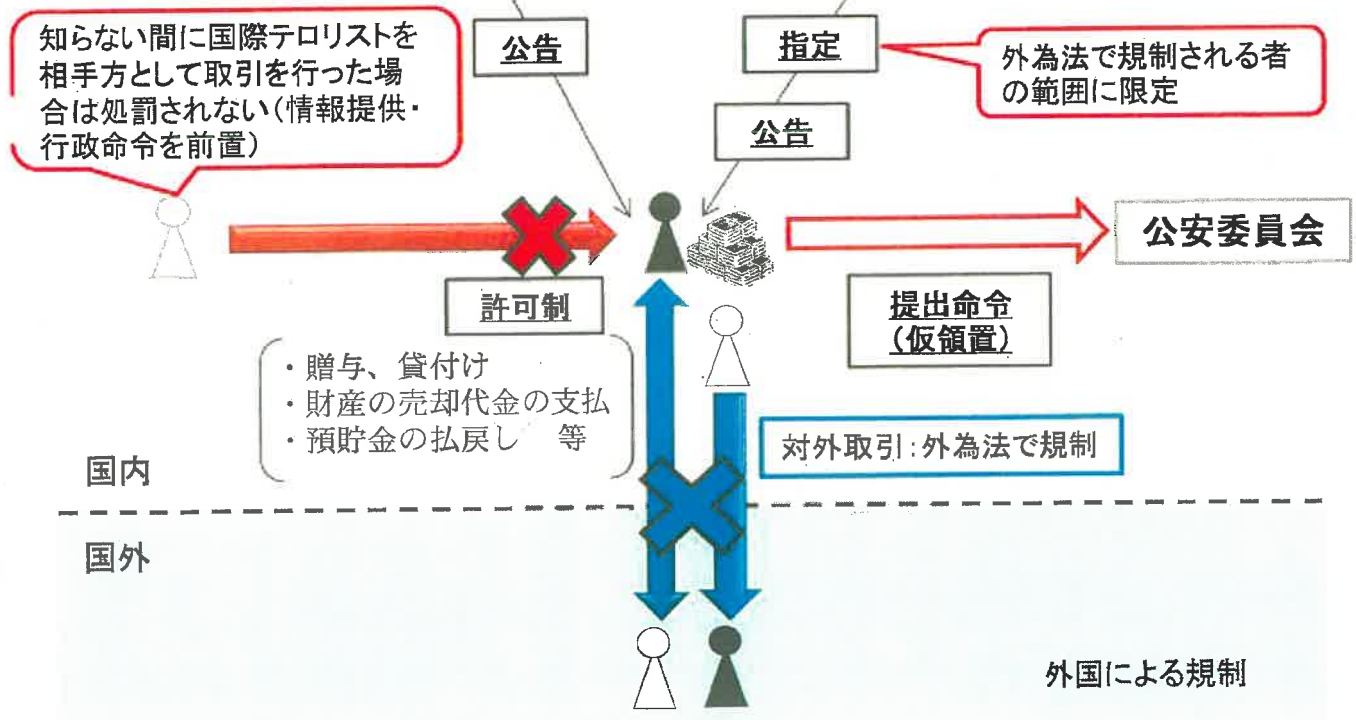 知らない間に国際テロリストを
相手方として取引を行った場
合は処罰されない（情報提供・
行政命令を前置）
公告
指定
外為法で規制される者
の範囲に限定
公告
公安委員会
許可制
提出命令
（仮領置）
・贈与、貸付け
・財産の売却代金の支払
・預貯金の払戻し　等
対外取引：外為法で規制
国内
国外
外国による規制